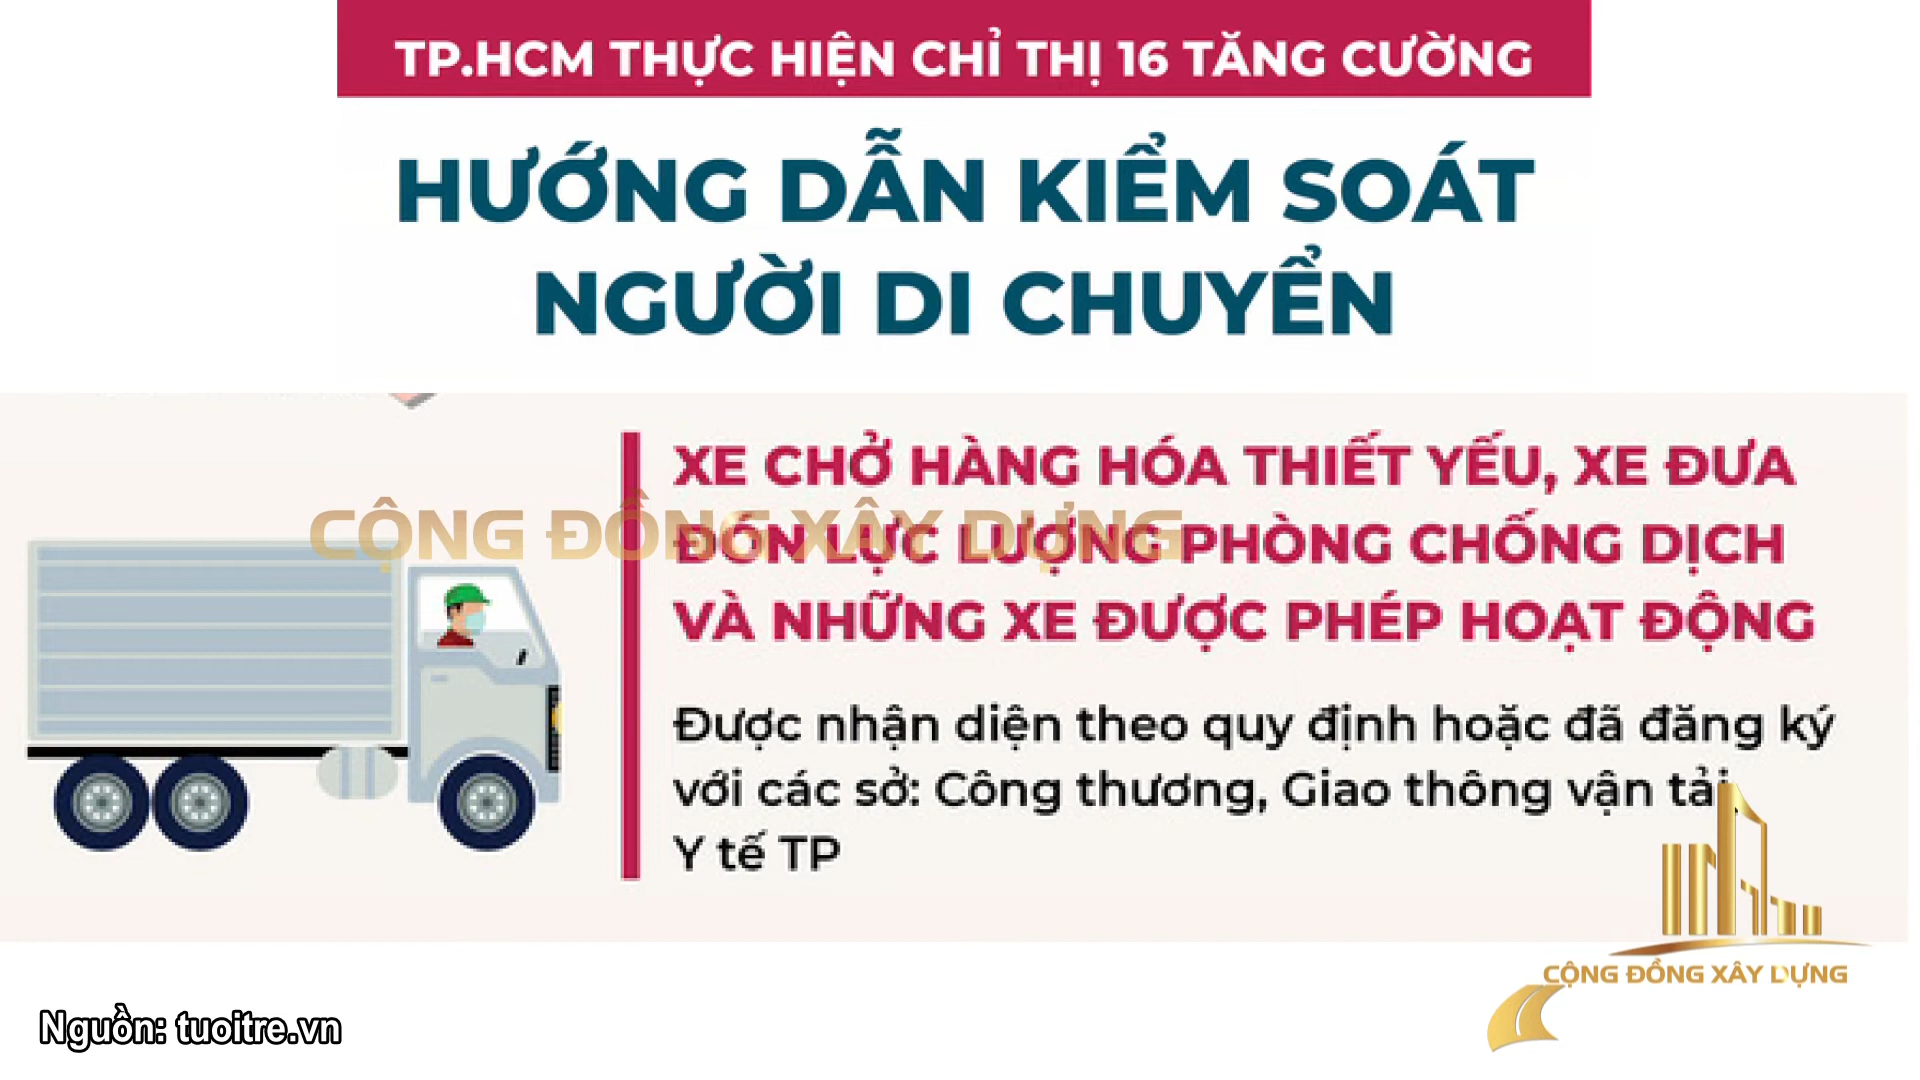 TP.HCM THỰC HIỆN CHỈ THỊ 16 TĂNG CƯỜNG
HƯỚNG DẪN KIỂM SOÁT
NGƯỜI DI CHUYỂN
XE CHỞ HÀNG HÓA THIẾT YẾU, XE ĐƯA
ĐÓN LỰC LƯỢNG PHÒNG CHỐNG DỊCH
VÀ NHỮNG XE ĐƯỢC PHÉP HOẠT ĐỘNG
CỘNG ĐỒNG XÂY DỰNG
Được nhận diện theo quy định hoặc đã đăng ký
với các sở: Công thương, Giao thông vận tải,
Y tế TP
CỘNG ĐỒNG XÂY DỰNG
Nguồn: tuoitre.vn